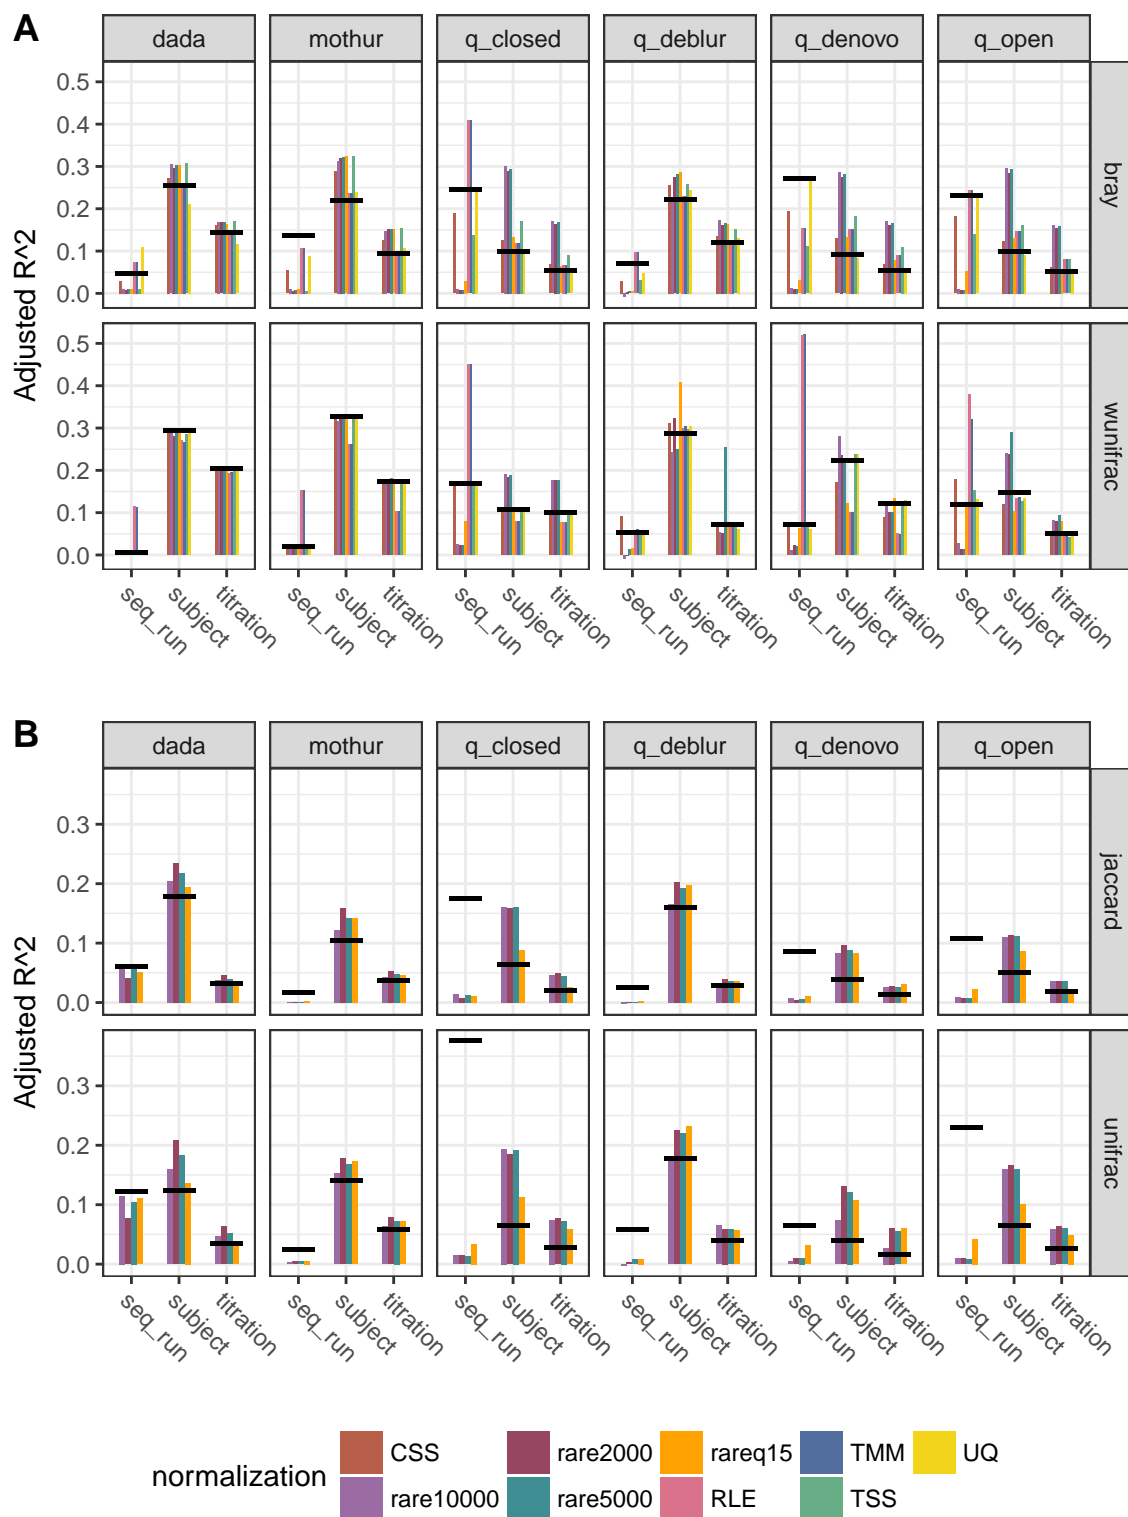 A
dada mothur q_closed q_deblur q_denovo q_open
Adjusted R^2
0.5
0.4
0.3
0.2
0.1
0.0
bray
0.5
0.4
0.3
0.2
0.1
0.0
wunifrac
seq_run subject titration seq_run subject titration seq_run subject titration seq_run subject titration seq_run subject titration seq_run subject titration
B
dada mothur q_closed q_deblur q_denovo q_open
Adjusted R^2
0.3
0.2
0.1
0.0
jaccard
0.3
0.2
0.1
0.0
unifrac
seq_run subject titration seq_run subject titration seq_run subject titration seq_run subject titration seq_run subject titration seq_run subject titration
normalization
CSS rare2000 rareq15 TMM UQ
rare10000 rare5000 RLE TSS